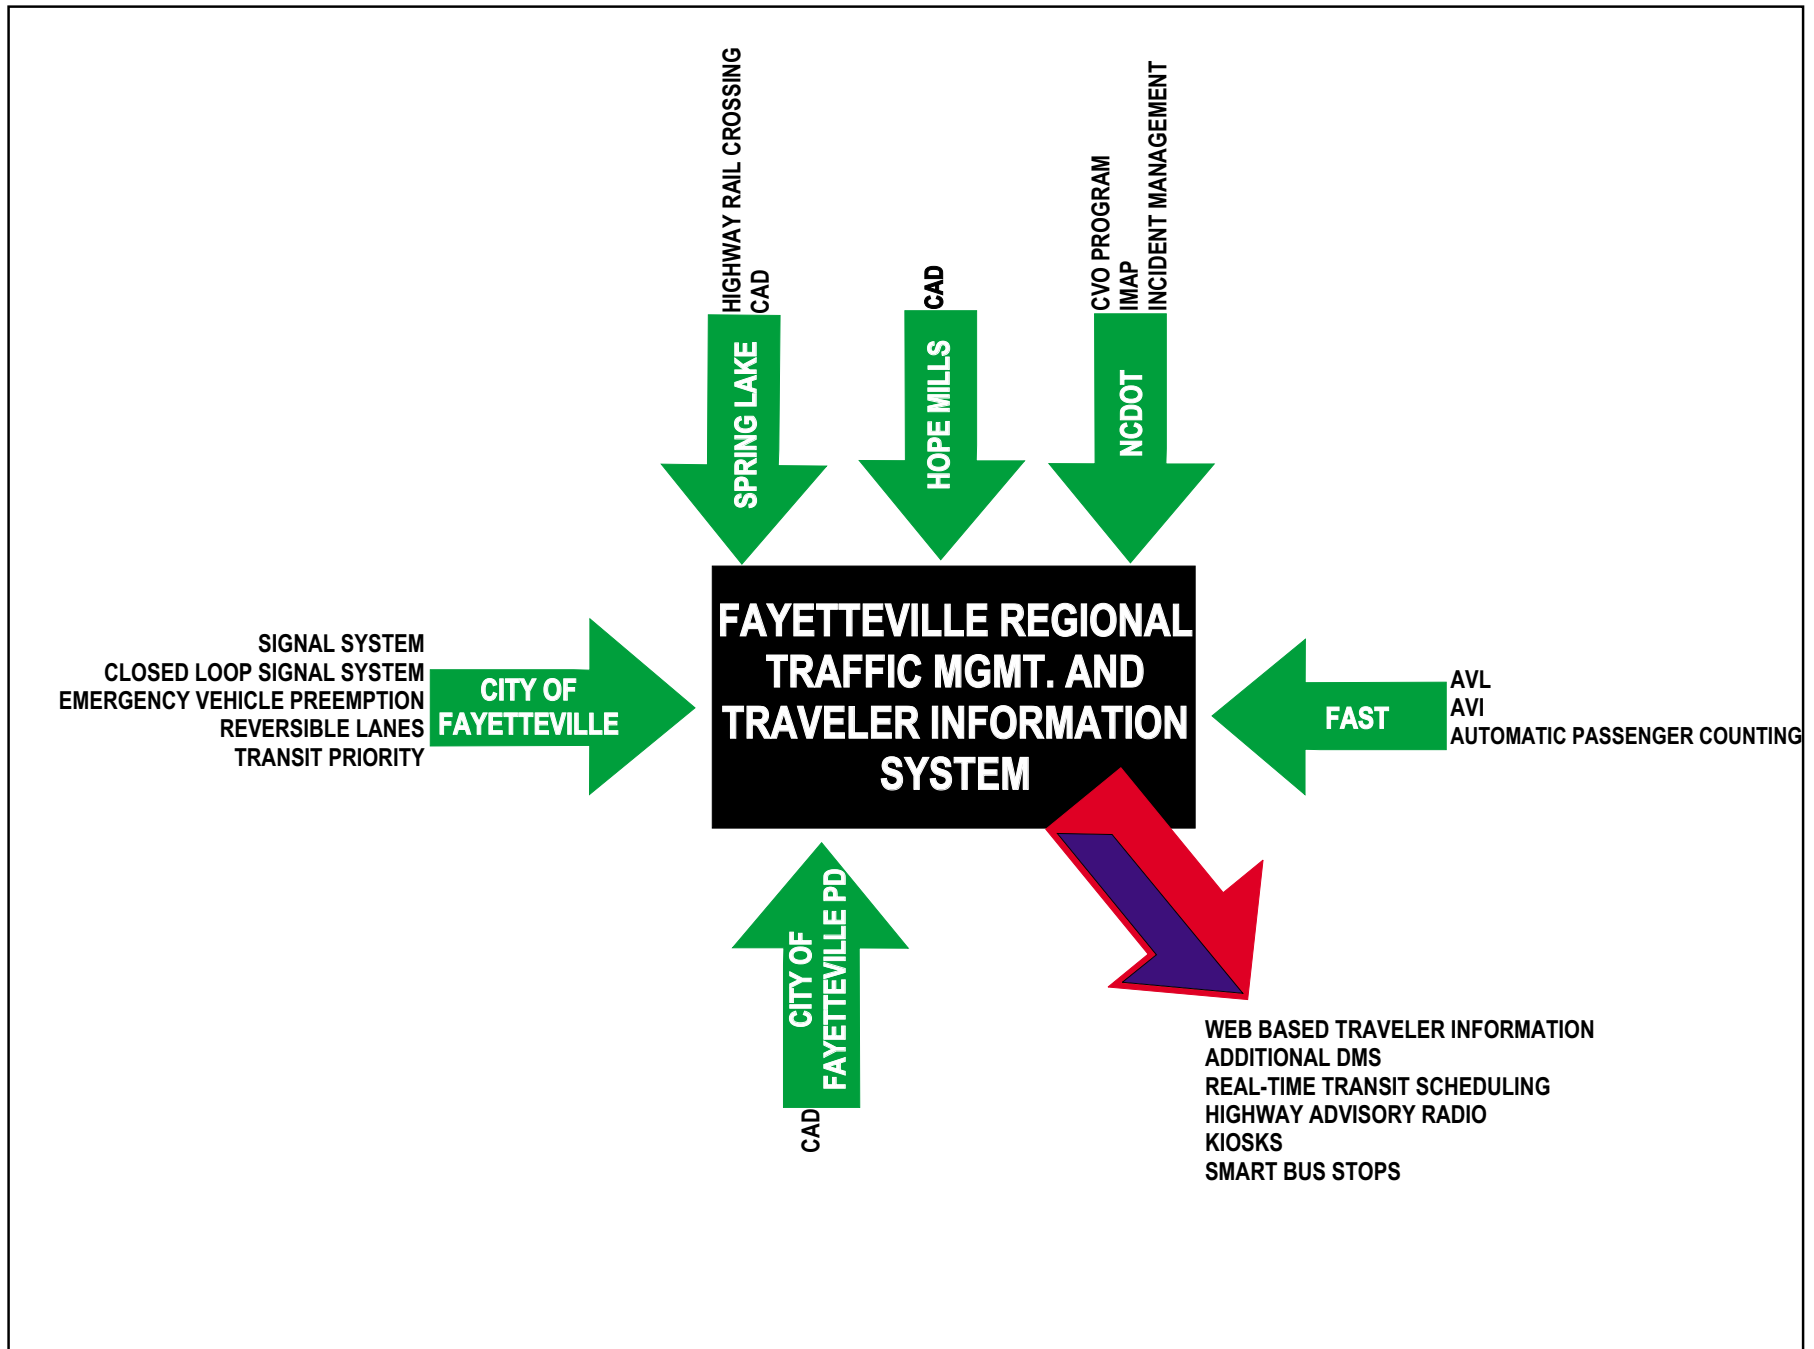 HIGHWAY RAIL CROSSING
CAD
SPRING LAKE
CAD
HOPE MILLS
CVO PROGRAM
IMAP
INCIDENT MANAGEMENT
NCDOT
SIGNAL SYSTEM
CLOSED LOOP SIGNAL SYSTEM
EMERGENCY VEHICLE PREEMPTION
REVERSIBLE LANES
TRANSIT PRIORITY
CITY OF
FAYETTEVILLE
FAYETTEVILLE REGIONAL
TRAFFIC MGMT. AND
TRAVELER INFORMATION
SYSTEM
FAST
AVL
AVI
AUTOMATIC PASSENGER COUNTING
CITY OF
FAYETTEVILLE PD
CAD
WEB BASED TRAVELER INFORMATION
ADDITIONAL DMS
REAL-TIME TRANSIT SCHEDULING
HIGHWAY ADVISORY RADIO
KIOSKS
SMART BUS STOPS